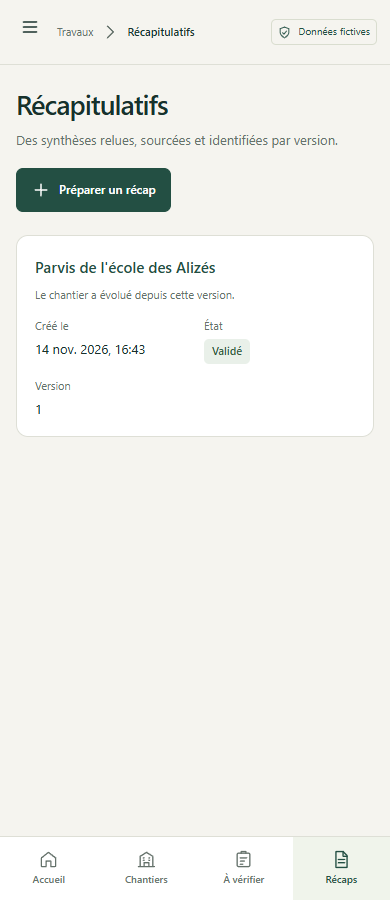 Travaux > Récapitulatifs
Données fictives
Récapitulatifs
Des synthèses relues, sourcées et identifiées par version.
Préparer un récap
Parvis de l'école des Alizés
Le chantier a évolué depuis cette version.
Créé le
État
14 nov. 2026, 16:43
Validé
Version
1
Accueil
Chantiers
À vérifier
Récaps